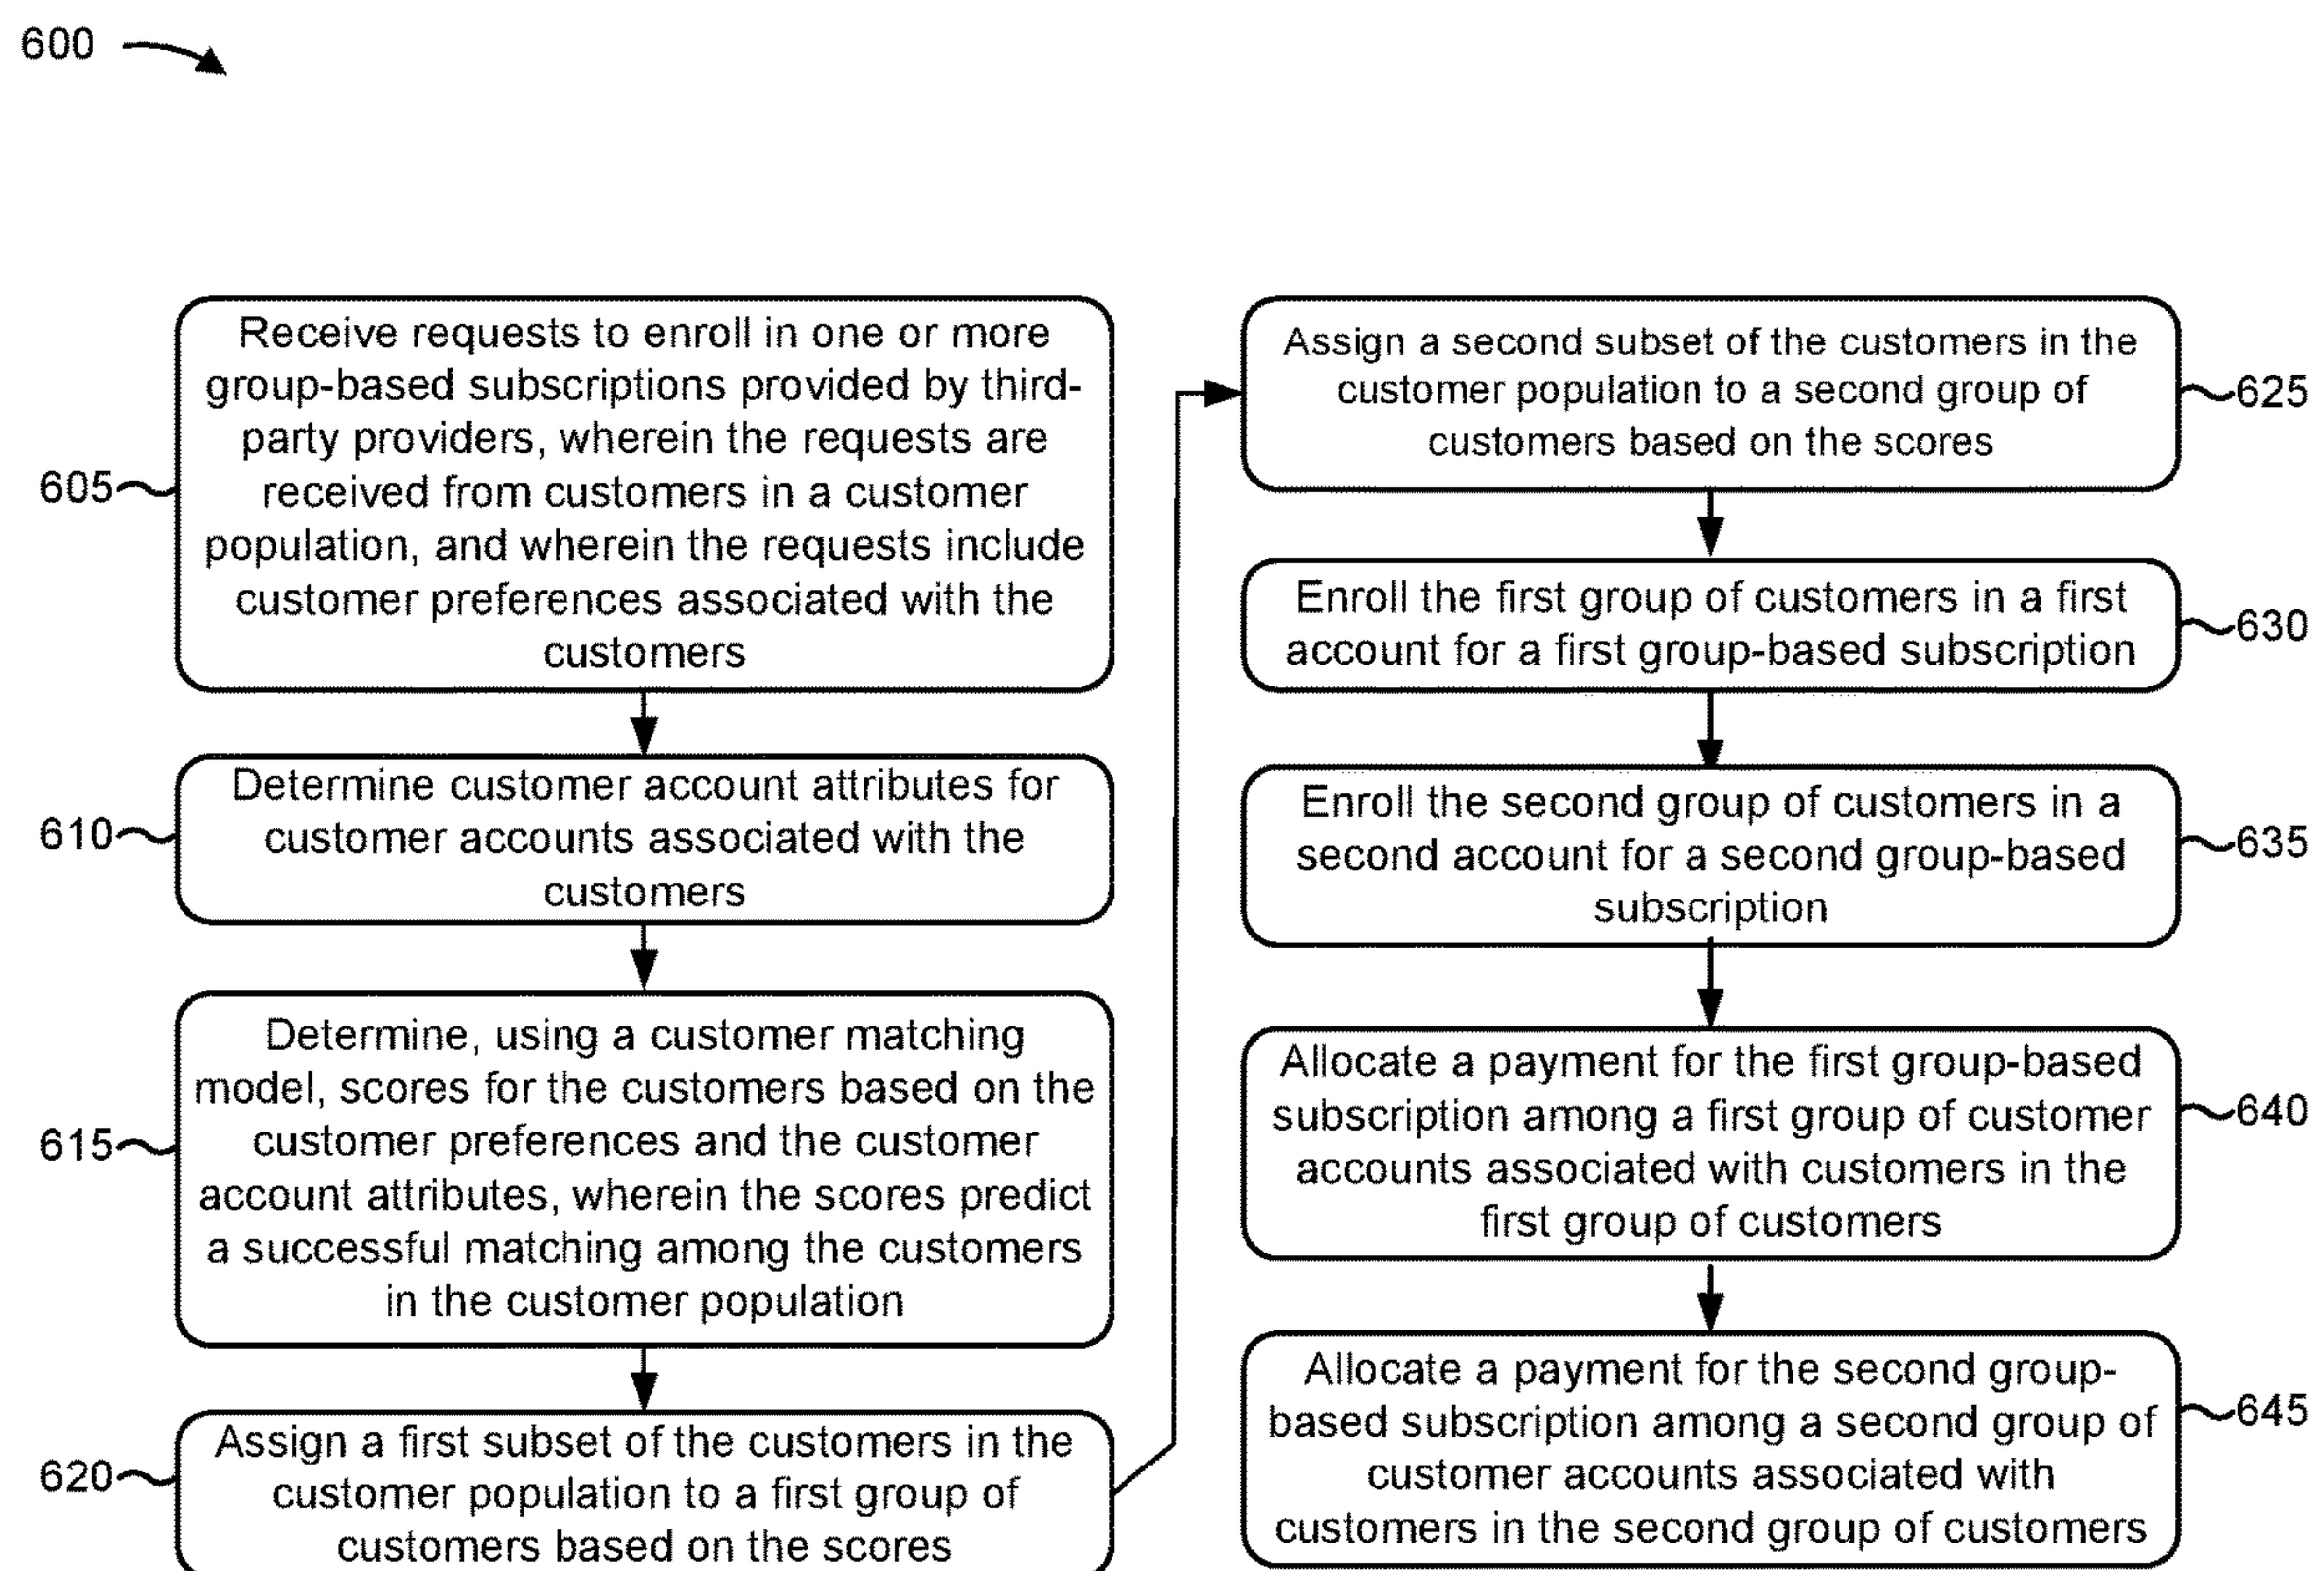 600
605
Receive requests to enroll in one or more
group-based subscriptions provided by third-
party providers, wherein the requests are
received from customers in a customer
population, and wherein the requests include
customer preferences associated with the
customers
610
Determine customer account attributes for
customer accounts associated with the
customers
615
Determine, using a customer matching
model, scores for the customers based on the
customer preferences and the customer
account attributes, wherein the scores predict
a successful matching among the customers
in the customer population
620
Assign a first subset of the customers in the
customer population to a first group of
customers based on the scores
Assign a second subset of the customers in the
customer population to a second group of
customers based on the scores
625
Enroll the first group of customers in a first
account for a first group-based subscription
630
Enroll the second group of customers in a
second account for a second group-based
subscription
635
Allocate a payment for the first group-based
subscription among a first group of customer
accounts associated with customers in the
first group of customers
640
Allocate a payment for the second group-
based subscription among a second group of
customer accounts associated with
customers in the second group of customers
645